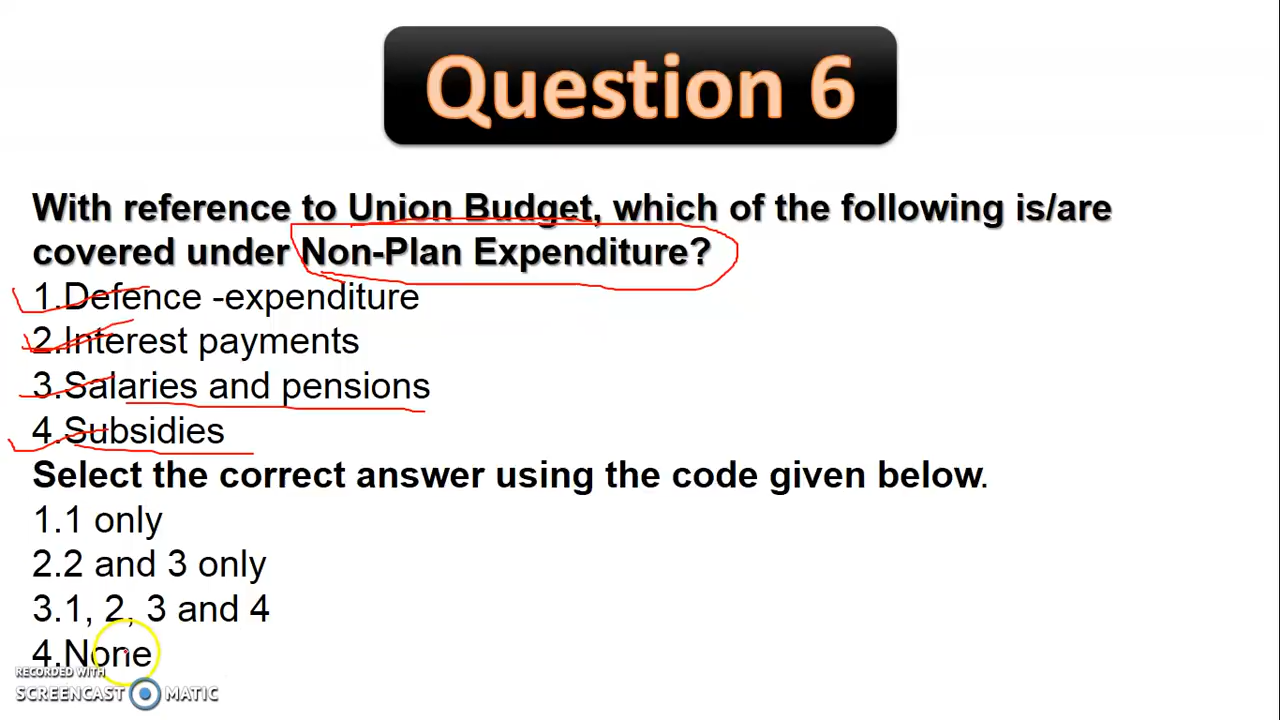 Question 6
With reference to Union Budget, which of the following is/are
covered under Non-Plan Expenditure?
1.Defence -expenditure
2.Interest payments
3.Salaries and pensions
4.Subsidies
Select the correct answer using the code given below.
1.1 only
2.2 and 3 only
3.1, 2, 3 and 4
4.None
RECORDED WITH
SCREENCAST MATIC